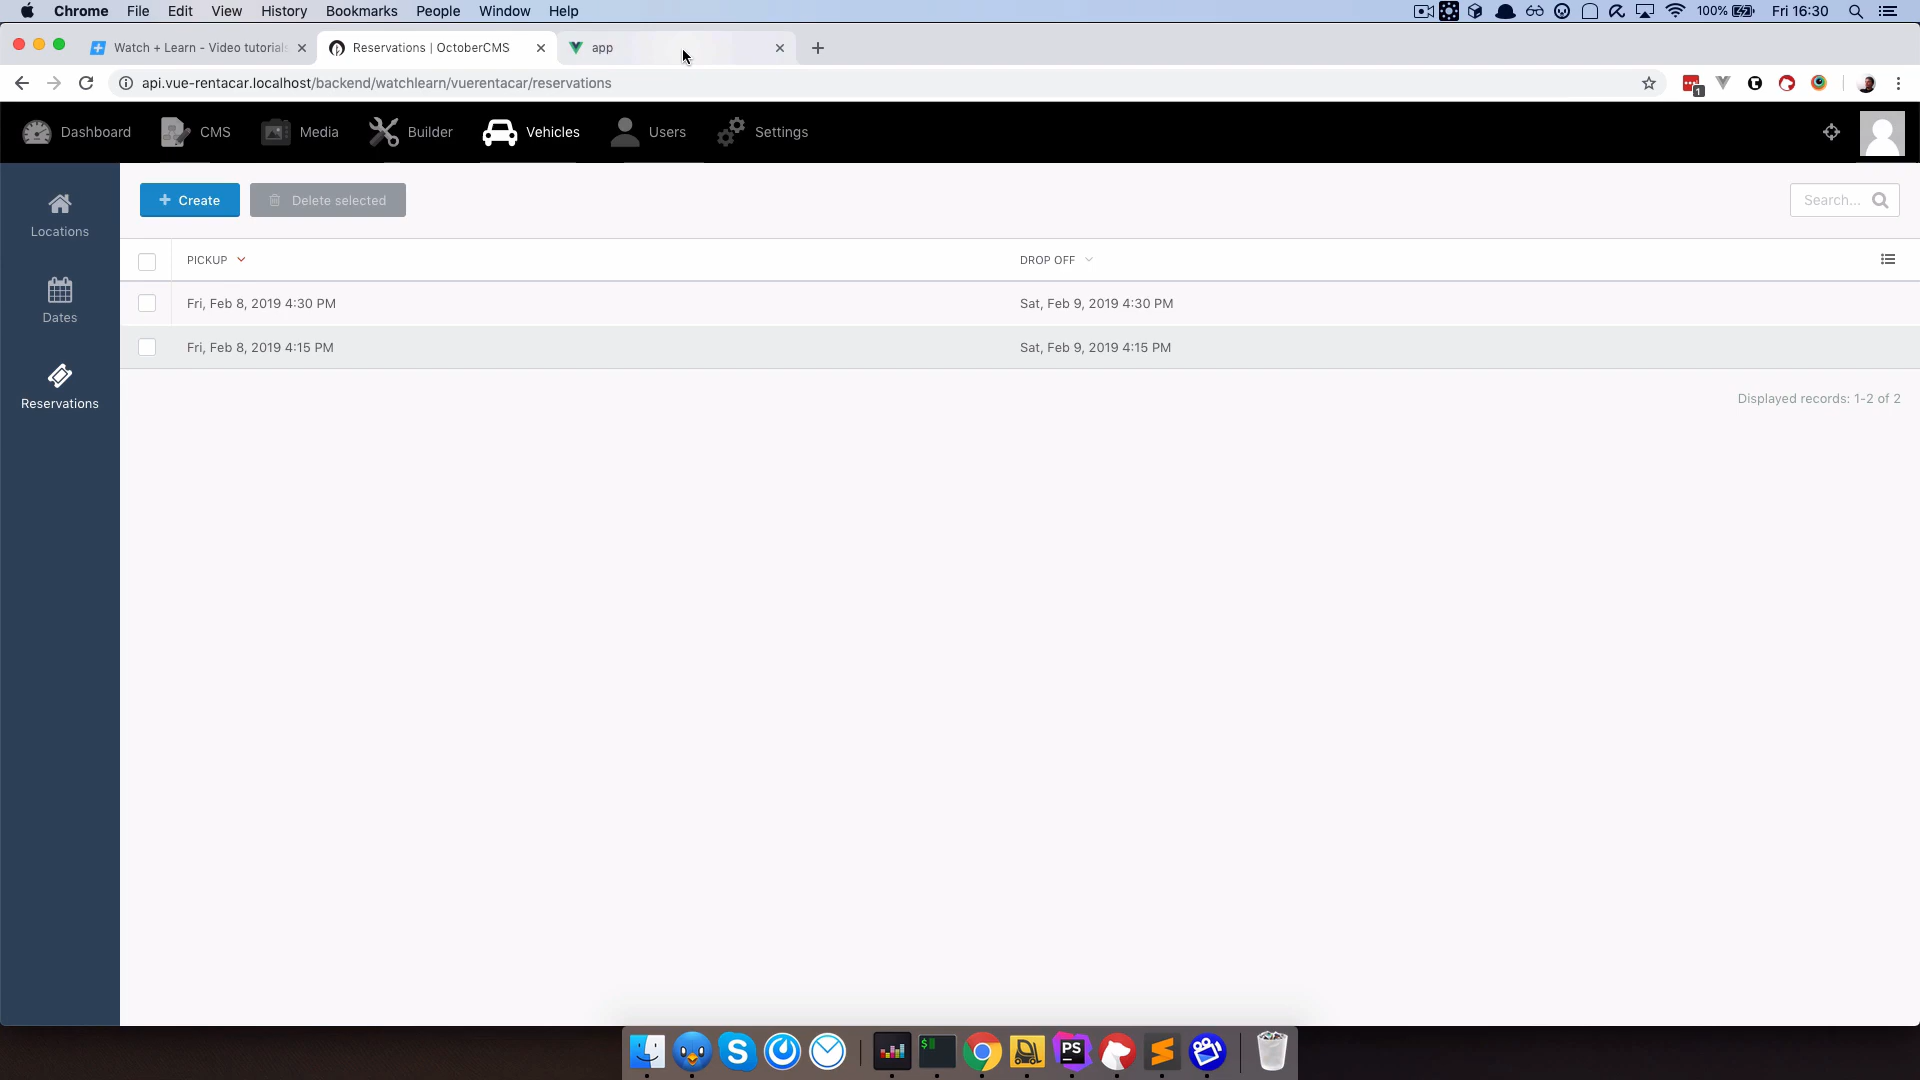 Chrome File Edit View History Bookmarks People Window Help 100% Fri 16:30
Watch + Learn - Video tutorials Reservations | OctoberCMS app
api.vue-rentacar.localhost/backend/watchlearn/vuerentacar/reservations 1
Dashboard CMS Media Builder Vehicles Users Settings
Locations
Dates
Reservations
Create Delete selected Search...
PICKUP DROP OFF
Fri, Feb 8, 2019 4:30 PM Sat, Feb 9, 2019 4:30 PM
Fri, Feb 8, 2019 4:15 PM Sat, Feb 9, 2019 4:15 PM
Displayed records: 1-2 of 2
$ PS